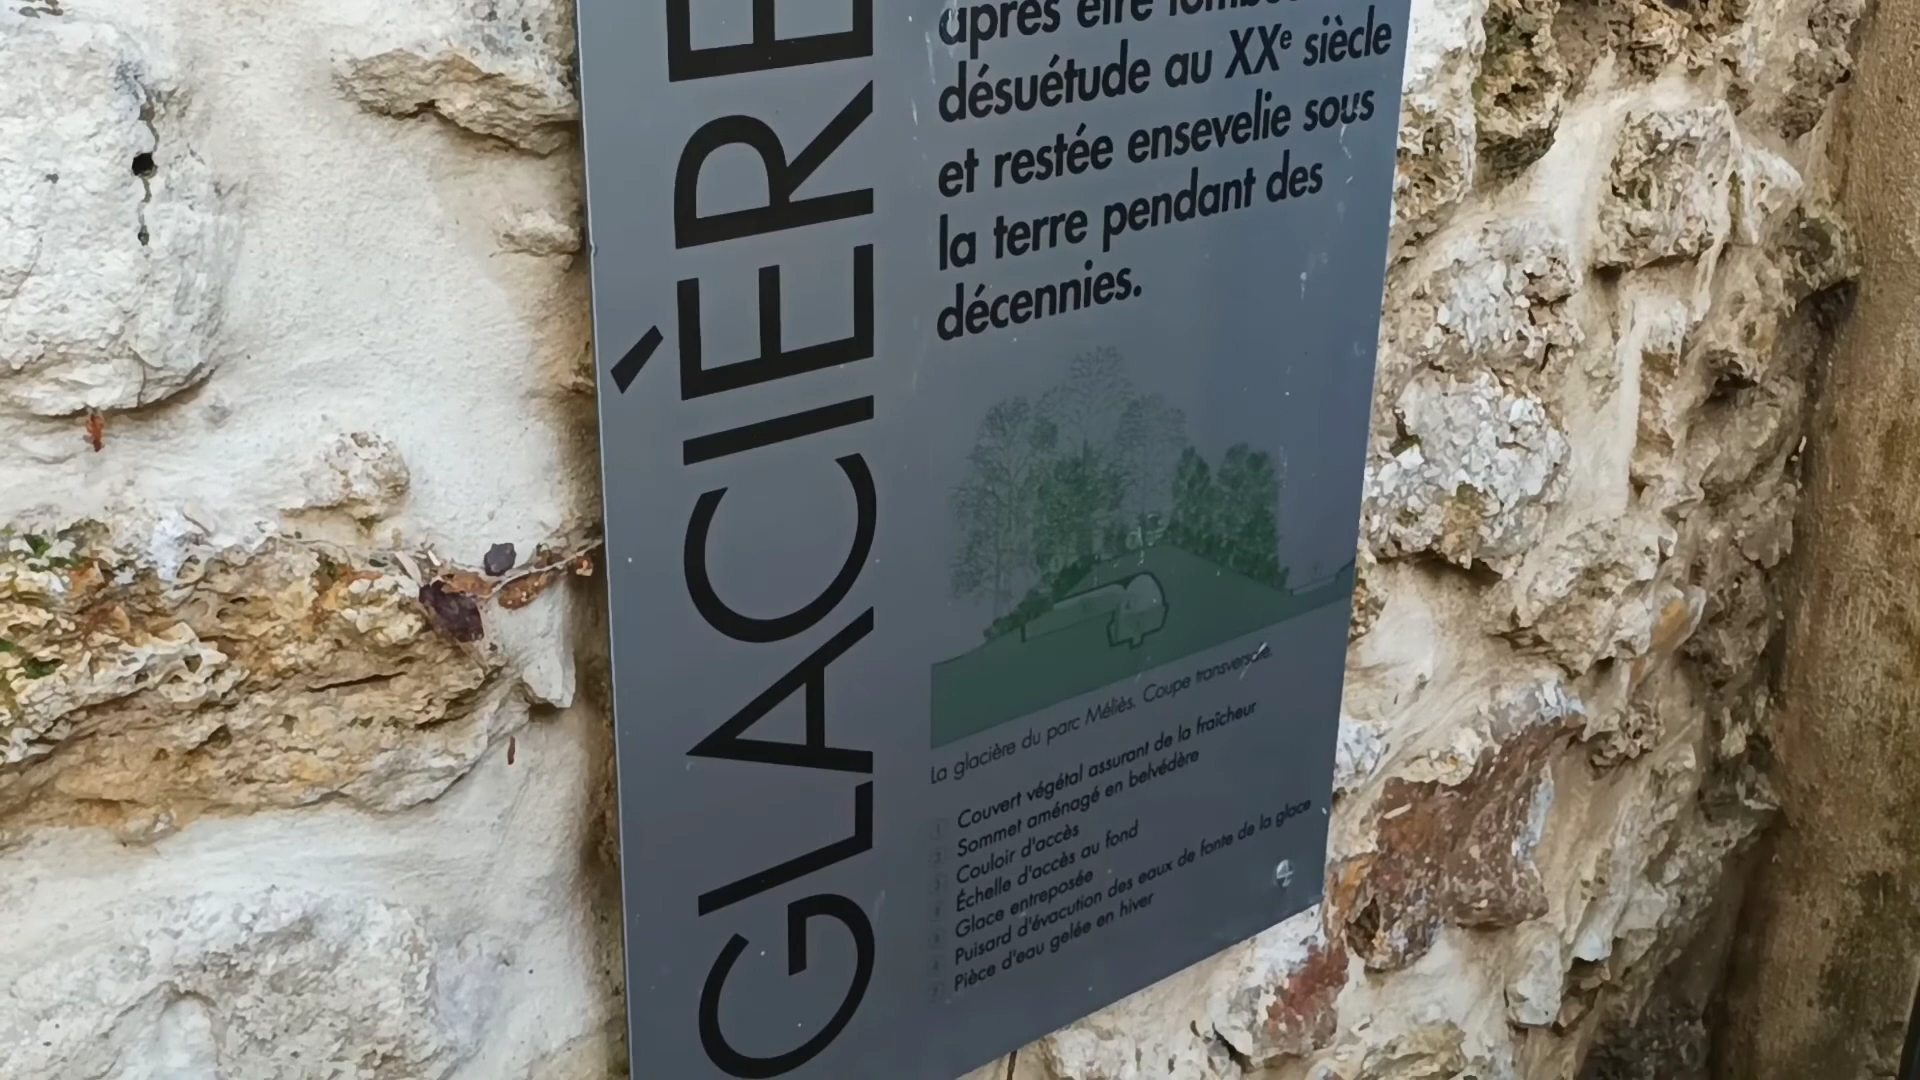 GLACIÈRE
après être
désuétude au XXe siècle
et restée ensevelie sous
la terre pendant des
décennies.
La glacière du parc Méliès. Coupe transversale.
1 Couvert végétal assurant de la fraîcheur
2 Sommet aménagé en belvédère
3 Couloir d'accès
4 Échelle d'accès au fond
5 Glace entreposée
6 Puisard d'évacution des eaux de fonte de la glace
7 Pièce d'eau gelée en hiver